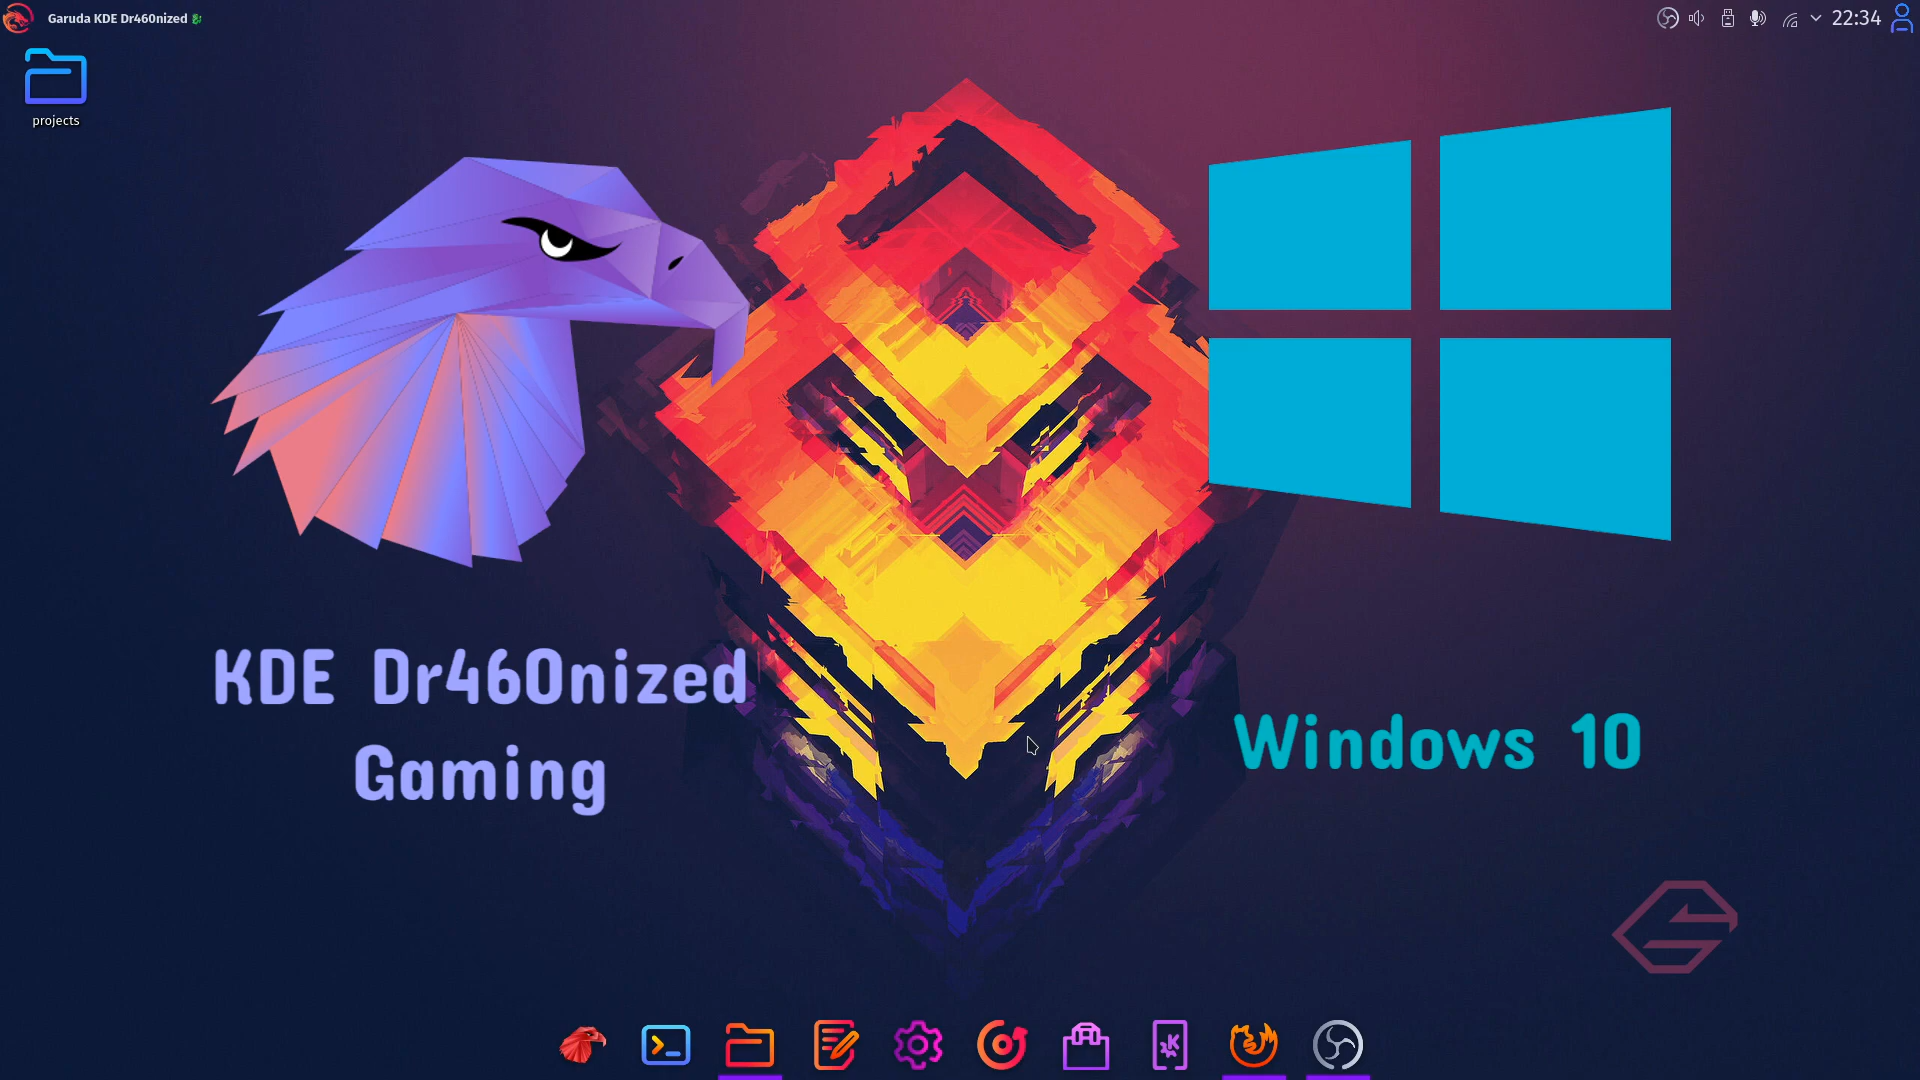 Garuda KDE Dr460nized
22:34
projects
KDE Dr460nized
Gaming
Windows 10